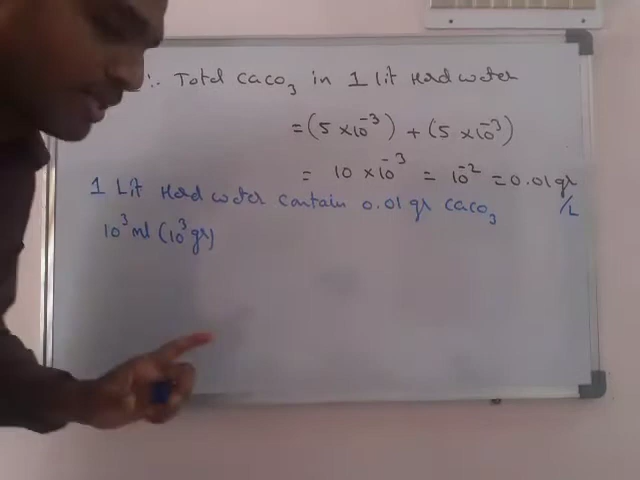 ∴ Total CaCO₃ in 1 lit Hard water
= (5 × 10⁻³) + (5 × 10⁻³)
= 10 × 10⁻³ = 10⁻² = 0.01 gr/L
1 Lit Hard water contain 0.01 gr CaCO₃
10³ ml (10³ gr)